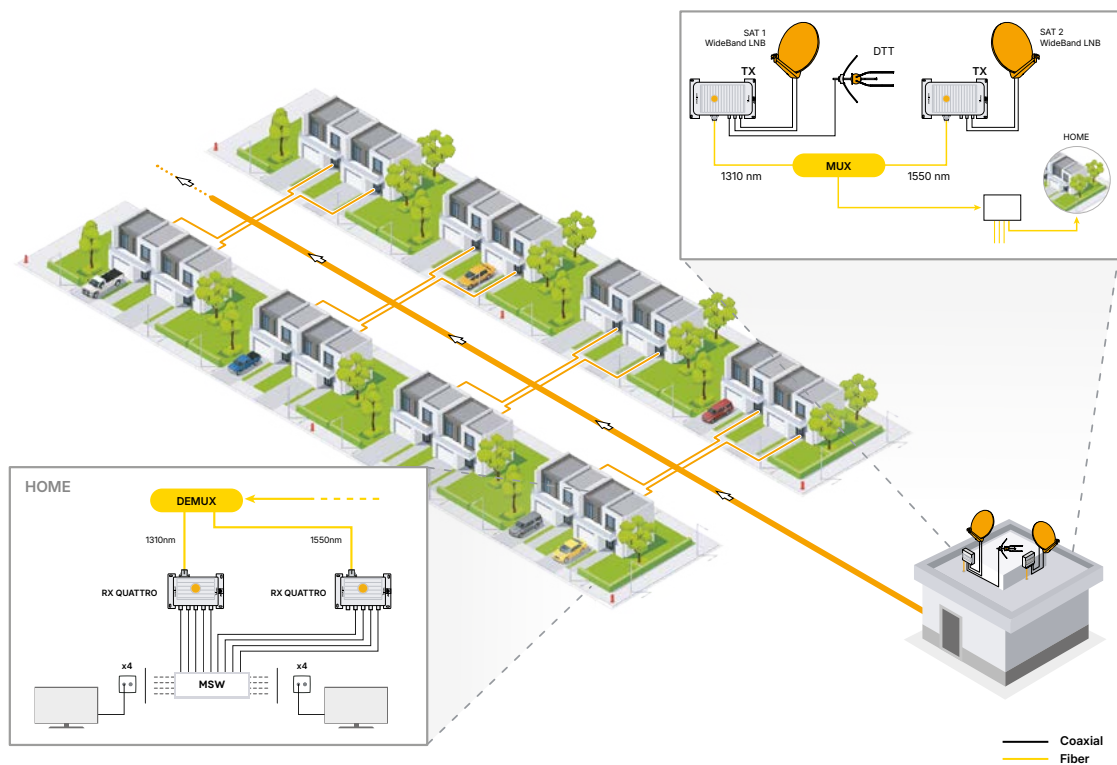 SAT 1
WideBand LNB
SAT 2
WideBand LNB
DTT
TX
TX
HOME
MUX
1310 nm
1550 nm
HOME
DEMUX
1310nm
1550nm
RX QUATTRO
RX QUATTRO
x4
x4
MSW
Coaxial
Fiber